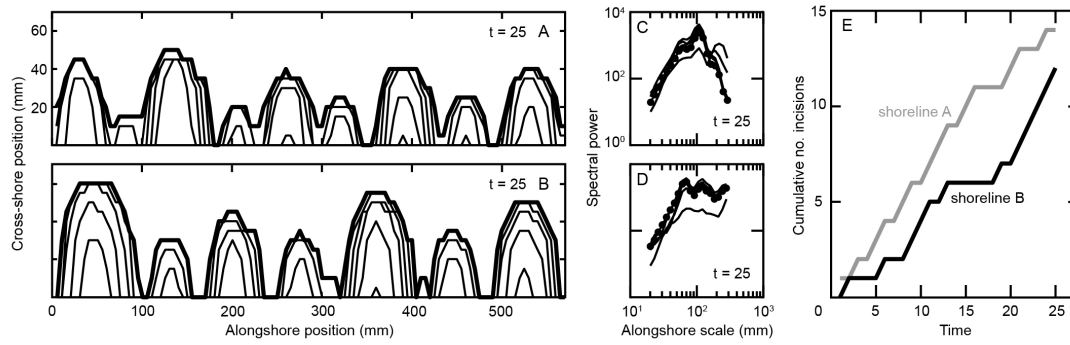 60
40
20
t = 25 A
t = 25 B
Cross-shore position (mm)
0 100 200 300 400 500
Alongshore position (mm)
10⁴
10²
10⁰
C
t = 25
D
t = 25
Spectral power
10¹ 10² 10³
Alongshore scale (mm)
15
10
5
0
E
shoreline A
shoreline B
Cumulative no. incisions
5 10 15 20 25
Time